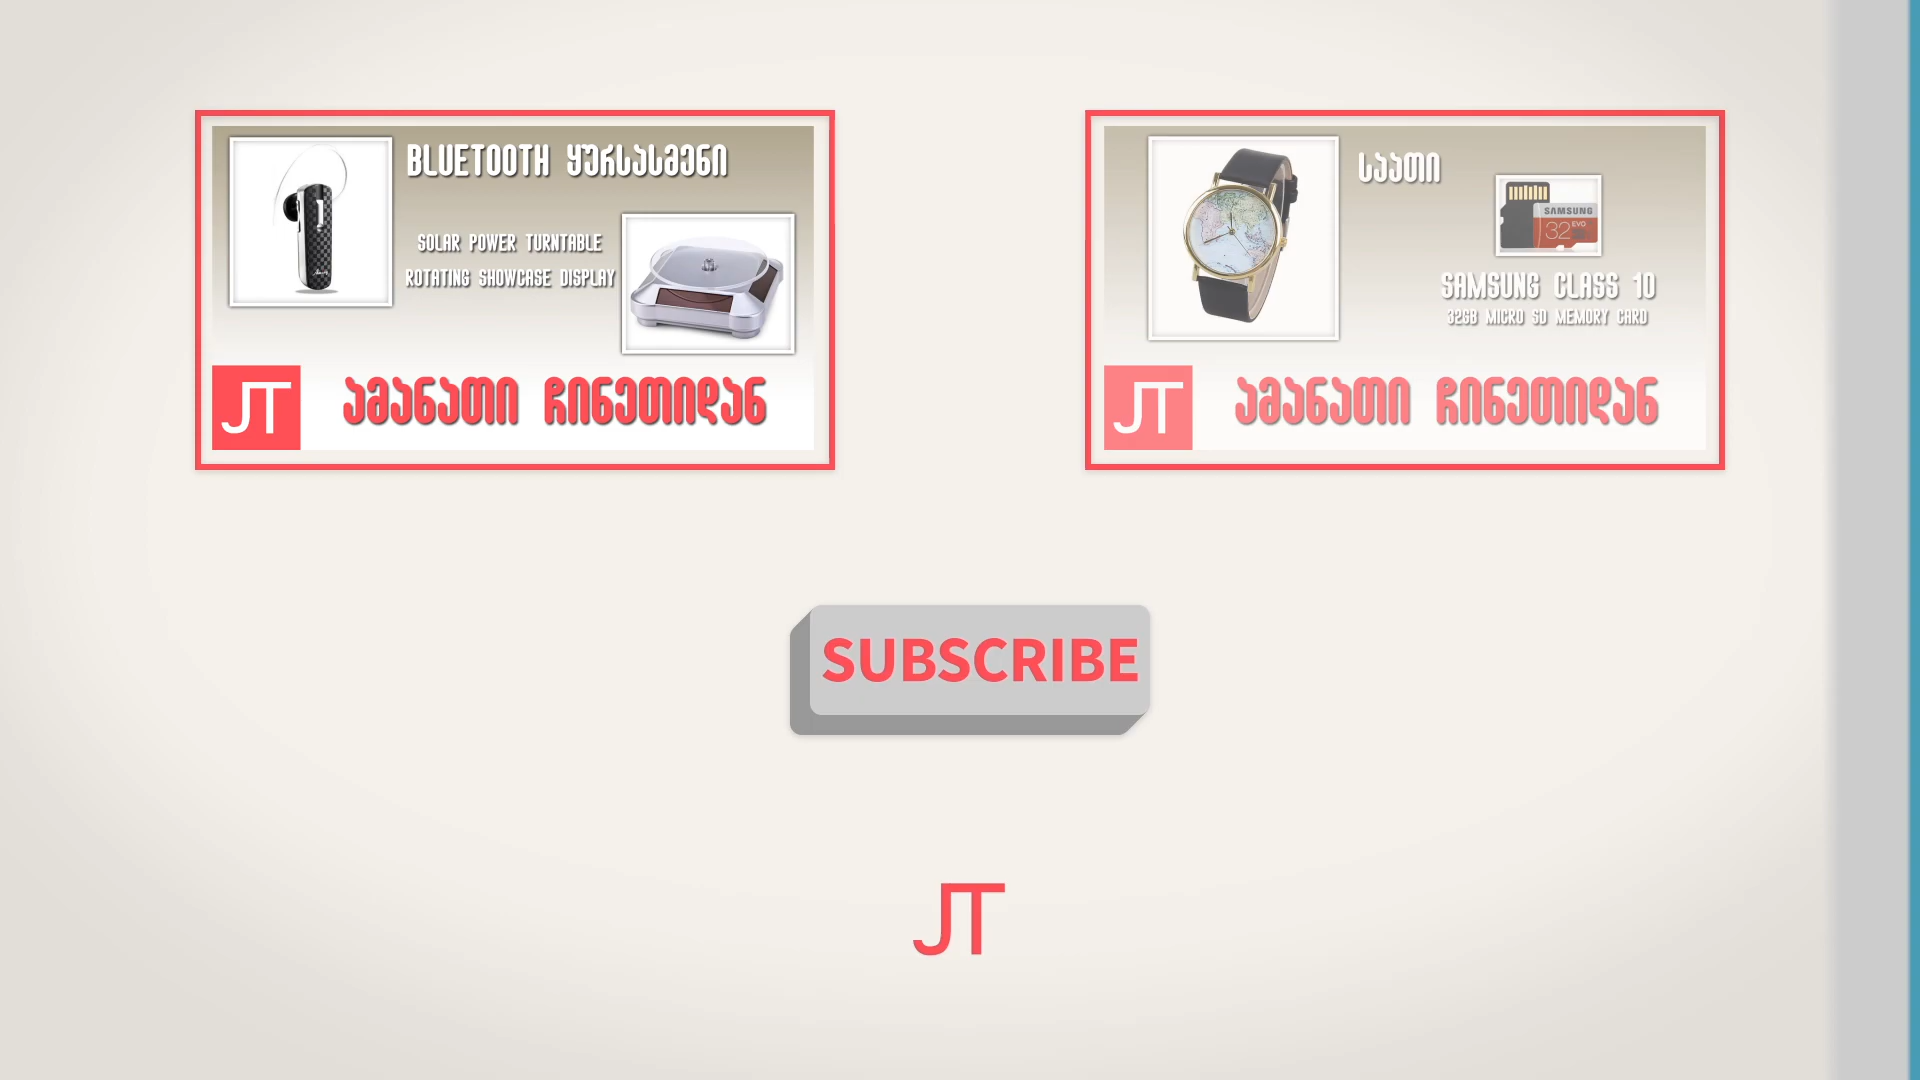 BLUETOOTH ყურსასმენი
SOLAR POWER TURNTABLE
ROTATING SHOWCASE DISPLAY
JT
ამანათი ჩინეთიდან
საათი
SAMSUNG
32 EVO
SAMSUNG CLASS 10
32GB MICRO SD MEMORY CARD
JT
ამანათი ჩინეთიდან
SUBSCRIBE
JT